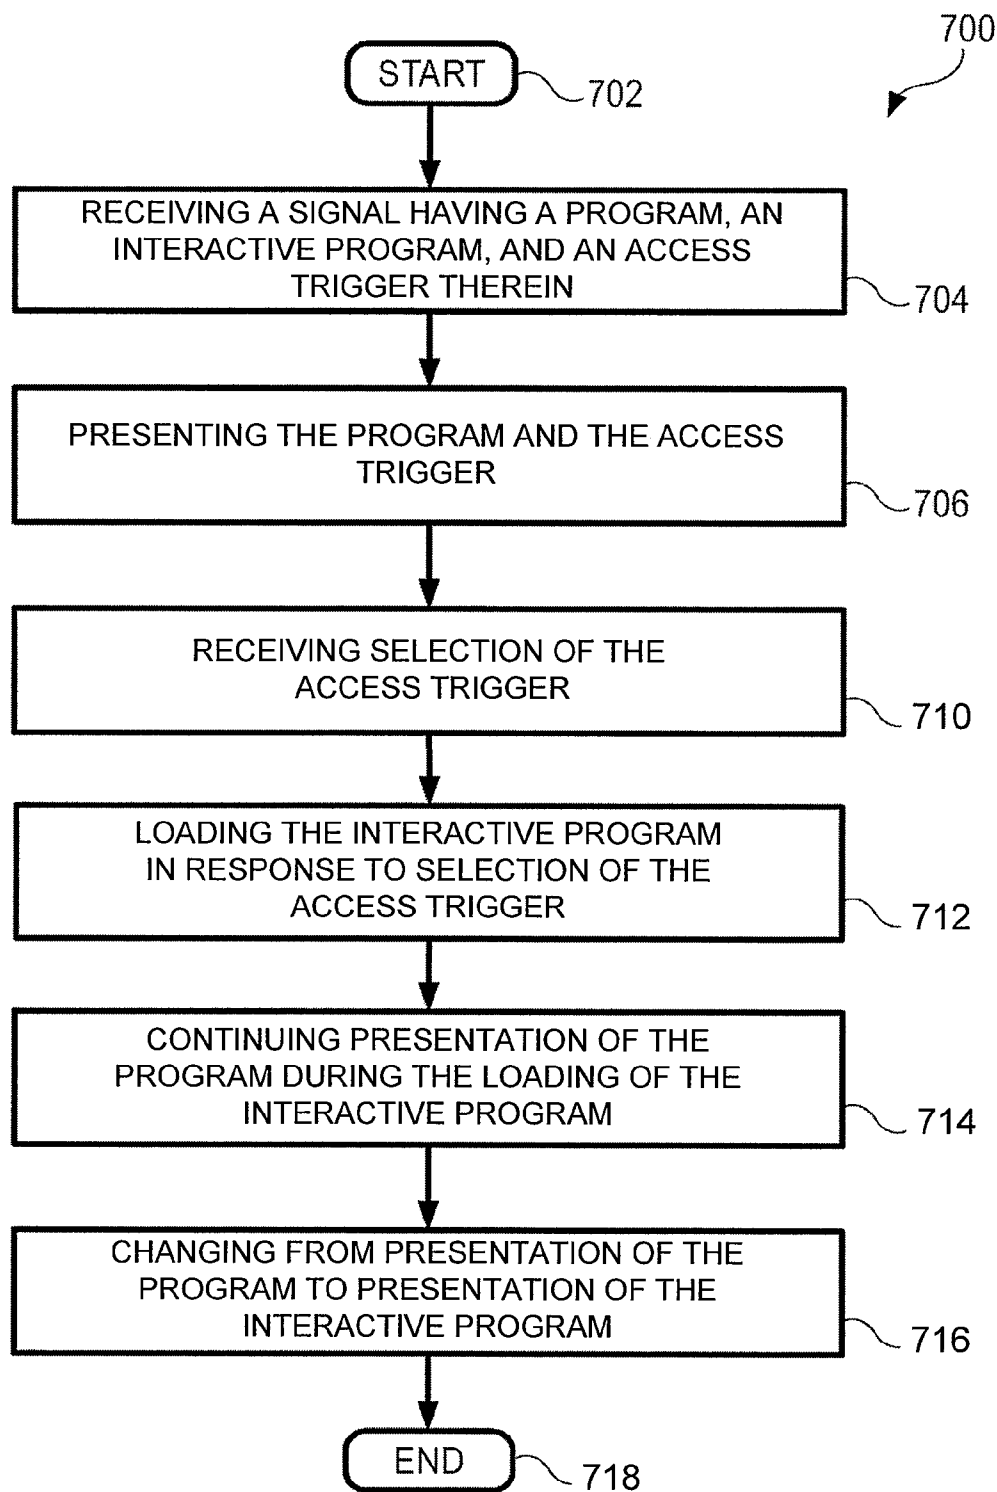 700
START
702
RECEIVING A SIGNAL HAVING A PROGRAM, AN
INTERACTIVE PROGRAM, AND AN ACCESS
TRIGGER THEREIN
704
PRESENTING THE PROGRAM AND THE ACCESS
TRIGGER
706
RECEIVING SELECTION OF THE
ACCESS TRIGGER
710
LOADING THE INTERACTIVE PROGRAM
IN RESPONSE TO SELECTION OF THE
ACCESS TRIGGER
712
CONTINUING PRESENTATION OF THE
PROGRAM DURING THE LOADING OF THE
INTERACTIVE PROGRAM
714
CHANGING FROM PRESENTATION OF THE
PROGRAM TO PRESENTATION OF THE
INTERACTIVE PROGRAM
716
END
718